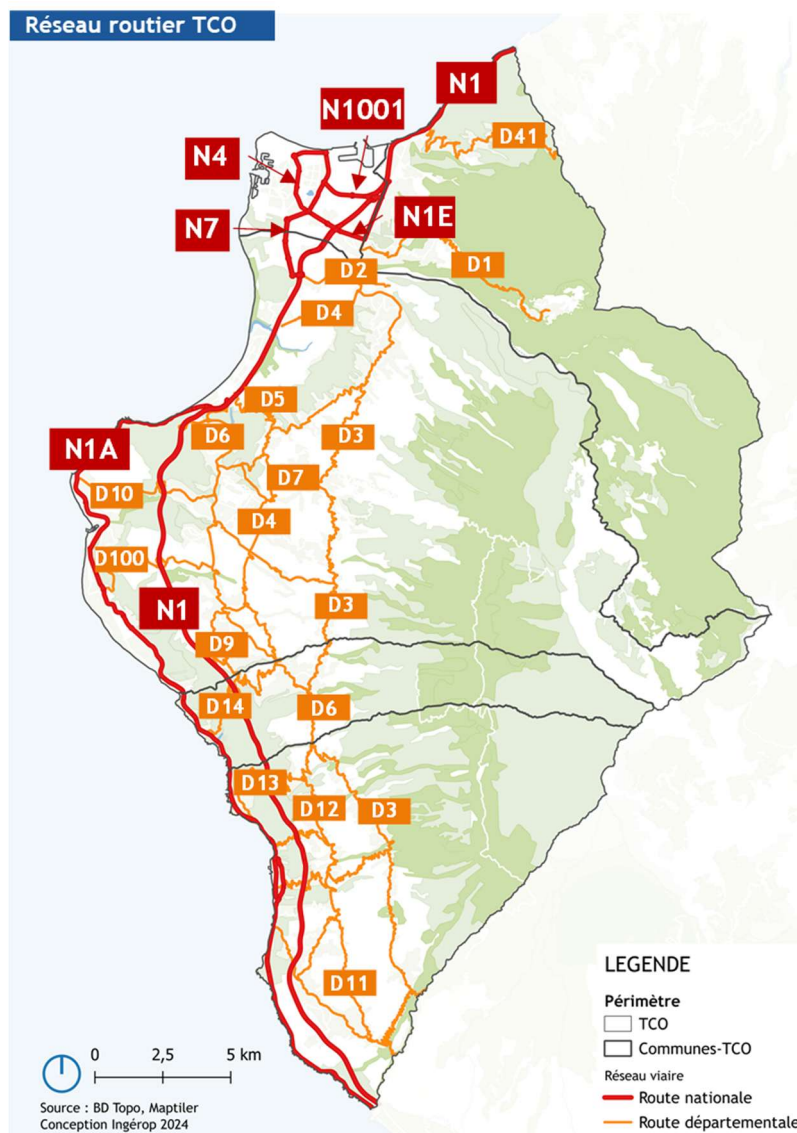 Réseau routier TCO
N1
N1001
D41
N4
N7
N1E
D1
D2
D4
D5
D6
D3
N1A
D7
D10
D4
D100
N1
D3
D9
D14
D6
D13
D12
D3
D11
LEGENDE
Périmètre
TCO
Communes-TCO
Réseau viaire
Route nationale
Route départementale
0 2,5 5 km
Source : BD Topo, Maptiler
Conception Ingérop 2024